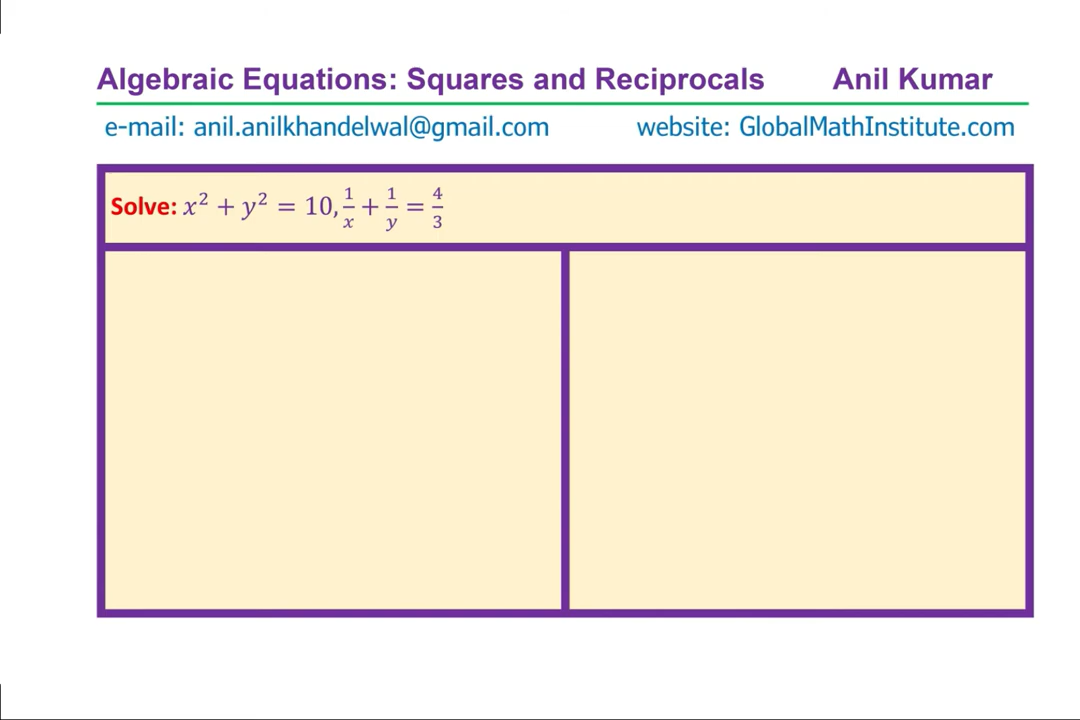 Algebraic Equations: Squares and Reciprocals Anil Kumar
e-mail: anil.anilkhandelwal@gmail.com website: GlobalMathInstitute.com
Solve: x² + y² = 10, 1/x + 1/y = 4/3